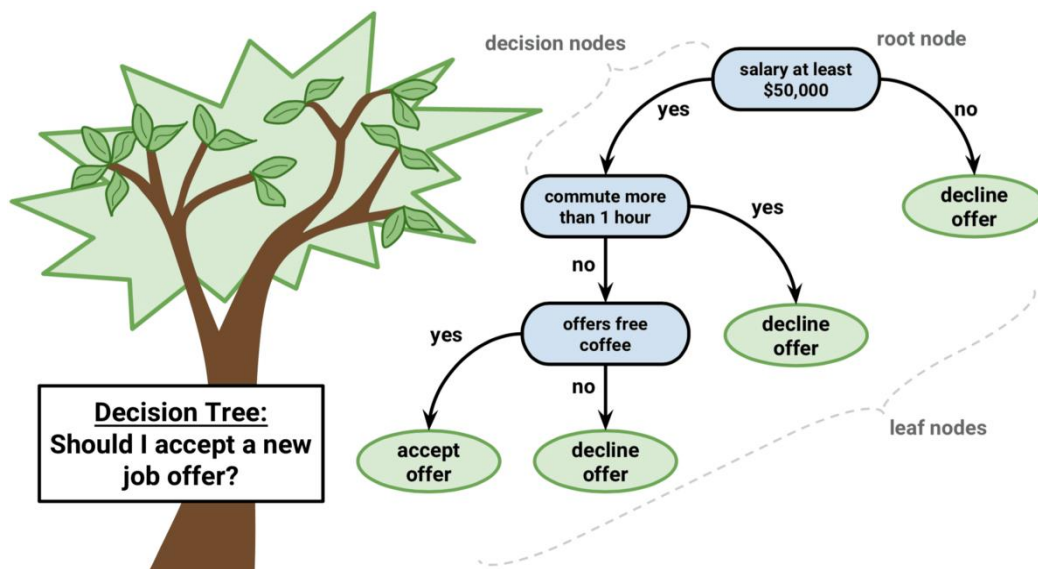 decision nodes
root node
salary at least
$50,000
yes
no
commute more
than 1 hour
yes
decline
offer
no
offers free
coffee
decline
offer
yes
no
leaf nodes
accept
offer
decline
offer
Decision Tree:
Should I accept a new
job offer?